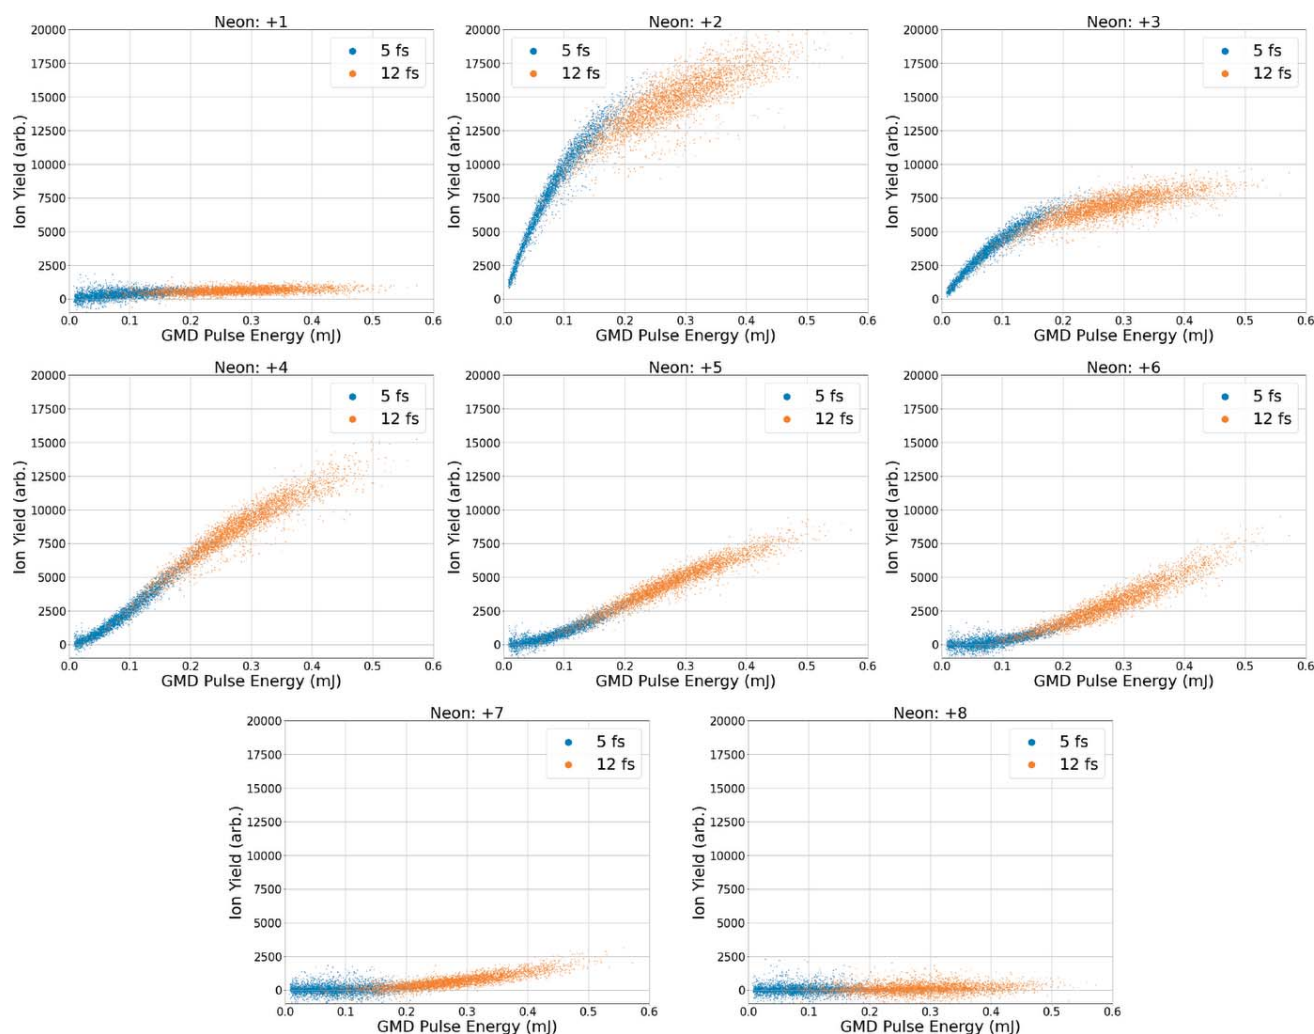 Neon: +1
20000
17500
15000
12500
10000
7500
5000
2500
0
Ion Yield (arb.)
5 fs
12 fs
0.0 0.1 0.2 0.3 0.4 0.5 0.6
GMD Pulse Energy (mJ)
Neon: +2
20000
17500
15000
12500
10000
7500
5000
2500
0
Ion Yield (arb.)
5 fs
12 fs
0.0 0.1 0.2 0.3 0.4 0.5 0.6
GMD Pulse Energy (mJ)
Neon: +3
20000
17500
15000
12500
10000
7500
5000
2500
0
Ion Yield (arb.)
5 fs
12 fs
0.0 0.1 0.2 0.3 0.4 0.5 0.6
GMD Pulse Energy (mJ)
Neon: +4
20000
17500
15000
12500
10000
7500
5000
2500
0
Ion Yield (arb.)
5 fs
12 fs
0.0 0.1 0.2 0.3 0.4 0.5 0.6
GMD Pulse Energy (mJ)
Neon: +5
20000
17500
15000
12500
10000
7500
5000
2500
0
Ion Yield (arb.)
5 fs
12 fs
0.0 0.1 0.2 0.3 0.4 0.5 0.6
GMD Pulse Energy (mJ)
Neon: +6
20000
17500
15000
12500
10000
7500
5000
2500
0
Ion Yield (arb.)
5 fs
12 fs
0.0 0.1 0.2 0.3 0.4 0.5 0.6
GMD Pulse Energy (mJ)
Neon: +7
20000
17500
15000
12500
10000
7500
5000
2500
0
Ion Yield (arb.)
5 fs
12 fs
0.0 0.1 0.2 0.3 0.4 0.5 0.6
GMD Pulse Energy (mJ)
Neon: +8
20000
17500
15000
12500
10000
7500
5000
2500
0
Ion Yield (arb.)
5 fs
12 fs
0.0 0.1 0.2 0.3 0.4 0.5 0.6
GMD Pulse Energy (mJ)